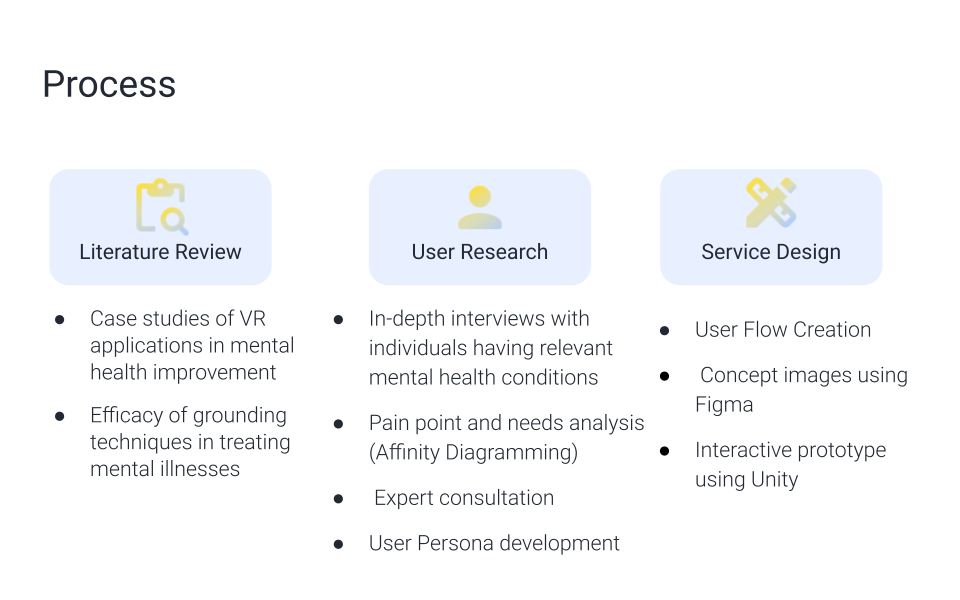 Process
Literature Review
Case studies of VR
applications in mental
health improvement
Efficacy of grounding
techniques in treating
mental illnesses
User Research
In-depth interviews with
individuals having relevant
mental health conditions
Pain point and needs analysis
(Affinity Diagramming)
Expert consultation
User Persona development
Service Design
User Flow Creation
Concept images using
Figma
Interactive prototype
using Unity